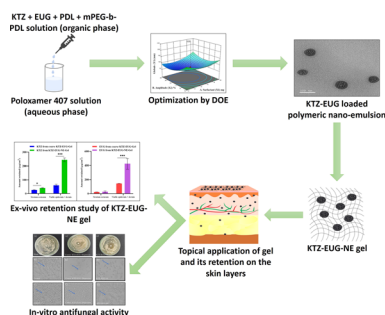 KTZ + EUG + PDL + mPEG-b-
PDL solution (organic phase)
Poloxamer 407 solution
(aqueous phase)
Optimization by DOE
KTZ-EUG loaded
polymeric nano-emulsion
KTZ-EUG-NE gel
Topical application of gel
and its retention on the
skin layers
Ex-vivo retention study of KTZ-EUG-
NE gel
In-vitro antifungal activity